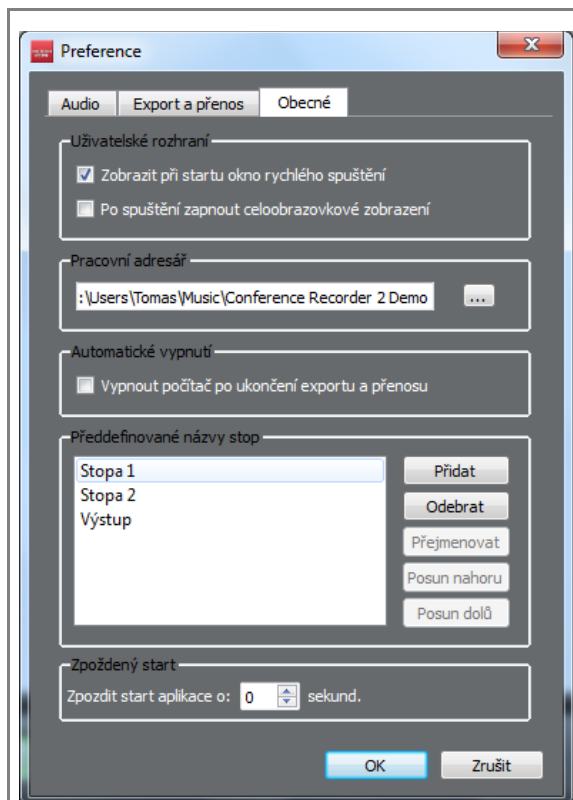 Preference
Audio Export a přenos Obecné
Uživatelské rozhraní
Zobrazit při startu okno rychlého spuštění
Po spuštění zapnout celoobrazovkové zobrazení
Pracovní adresář
:\Users\Tomas\Music\Conference Recorder 2 Demo ...
Automatické vypnutí
Vypnout počítač po ukončení exportu a přenosu
Předdefinované názvy stop
Stopa 1
Stopa 2
Výstup
Přidat
Odebrat
Přejmenovat
Posun nahoru
Posun dolů
Zpoždený start
Zpozdit start aplikace o: 0 sekund.
OK Zrušit